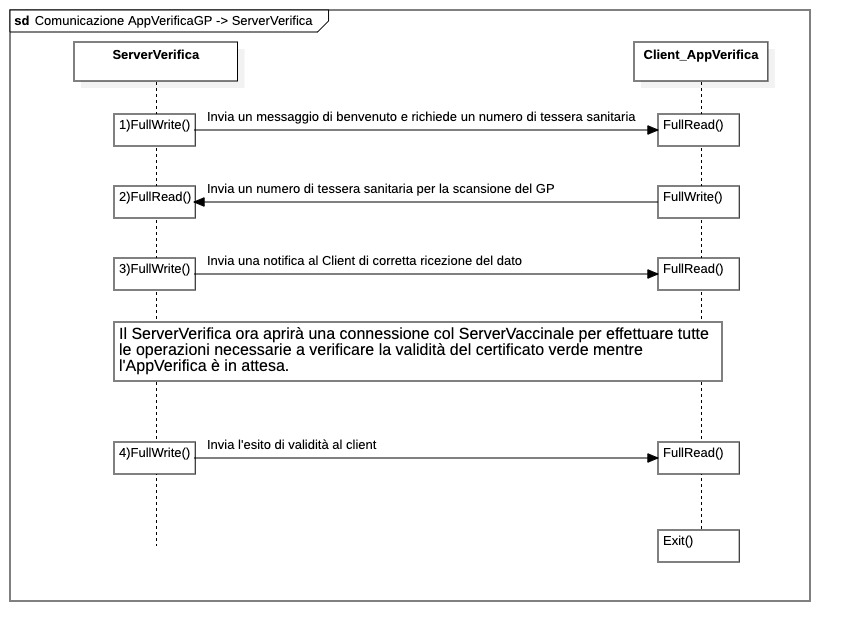 sd Comunicazione AppVerificaGP -> ServerVerifica
ServerVerifica
Client_AppVerifica
1)FullWrite()
Invia un messaggio di benvenuto e richiede un numero di tessera sanitaria
FullRead()
2)FullRead()
Invia un numero di tessera sanitaria per la scansione del GP
FullWrite()
3)FullWrite()
Invia una notifica al Client di corretta ricezione del dato
FullRead()
Il ServerVerifica ora aprirà una connessione col ServerVaccinale per effettuare tutte
le operazioni necessarie a verificare la validità del certificato verde mentre
l'AppVerifica è in attesa.
4)FullWrite()
Invia l'esito di validità al client
FullRead()
Exit()